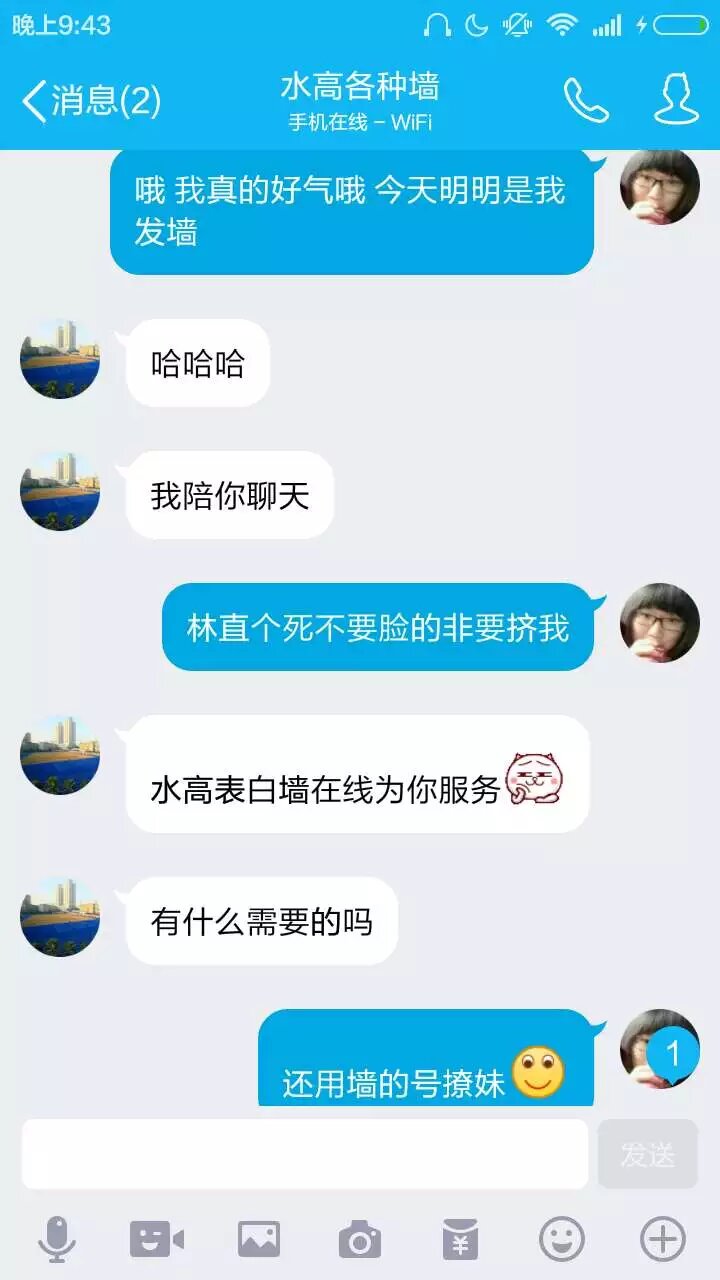 晚上9:43
消息(2)
水高各种墙
手机在线 – WiFi
哦 我真的好气哦 今天明明是我
发墙
哈哈哈
我陪你聊天
林直个死不要脸的非要挤我
水高表白墙在线为你服务
有什么需要的吗
1
还用墙的号撩妹
发送